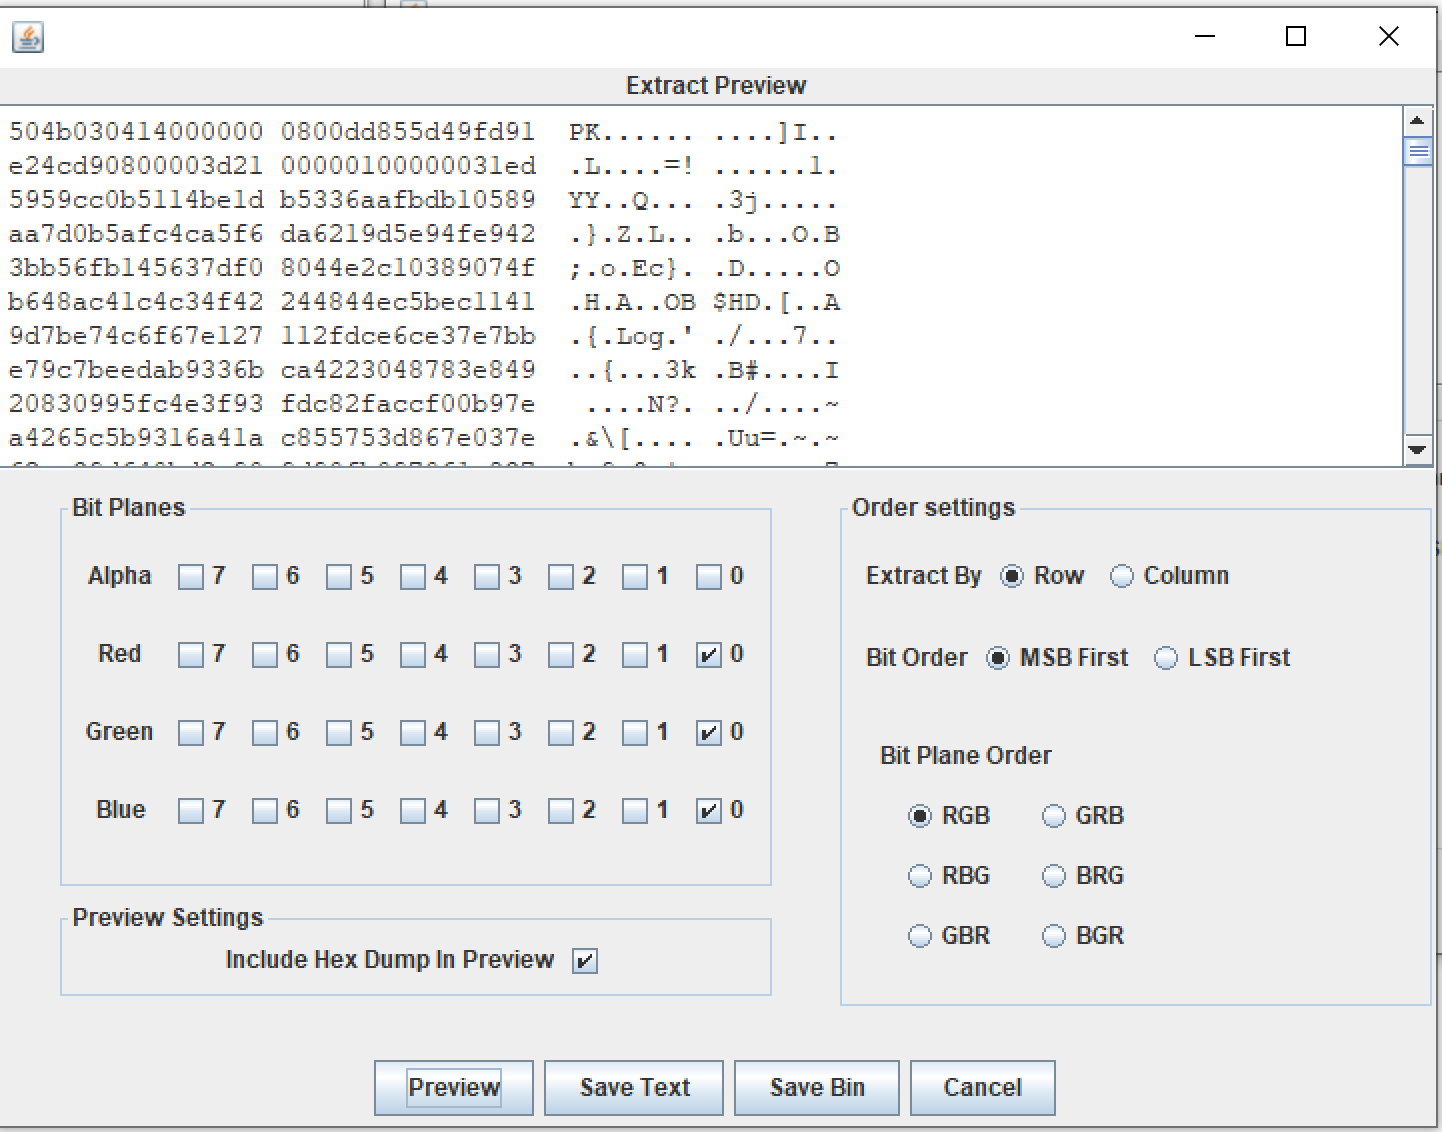 Extract Preview
504b030414000000 0800dd855d49fd91 PK...... ....]I..
e24cd90800003d21 00000100000031ed .L....=! ......1.
5959cc0b5114be1d b5336aafbdb10589 YY..Q... .3j.....
aa7d0b5afc4ca5f6 da6219d5e94fe942 .}.Z.L.. .b...O.B
3bb56fb145637df0 8044e2c10389074f ;.o.Ec}. .D.....O
b648ac41c4c34f42 244844ec5bec1141 .H.A..OB $HD.[..A
9d7be74c6f67e127 112fdce6ce37e7bb .{.Log.' ./...7..
e79c7beedab9336b ca4223048783e849 ..{...3k .B#....I
20830995fc4e3f93 fdc82faccf00b97e ....N?. ../....~
a4265c5b9316a41a c855753d867e037e .&\[.... .Uu=.~.~
Bit Planes
Alpha 7 6 5 4 3 2 1 0
Red 7 6 5 4 3 2 1 0
Green 7 6 5 4 3 2 1 0
Blue 7 6 5 4 3 2 1 0
Preview Settings
Include Hex Dump In Preview
Order settings
Extract By Row Column
Bit Order MSB First LSB First
Bit Plane Order
RGB GRB
RBG BRG
GBR BGR
Preview Save Text Save Bin Cancel